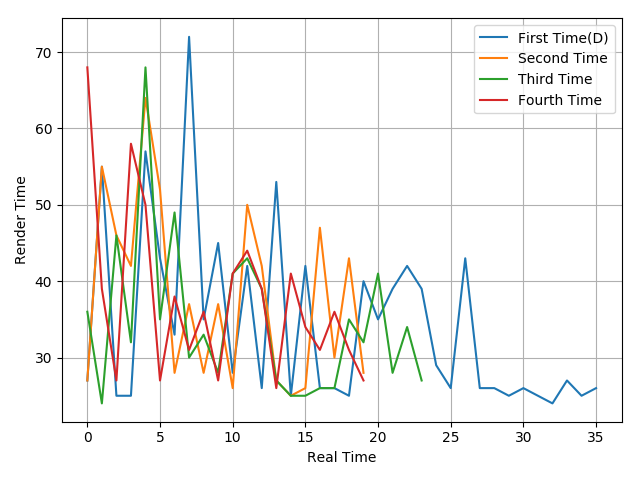 First Time(D)
Second Time
Third Time
Fourth Time
70
60
50
40
30
Render Time
0 5 10 15 20 25 30 35
Real Time